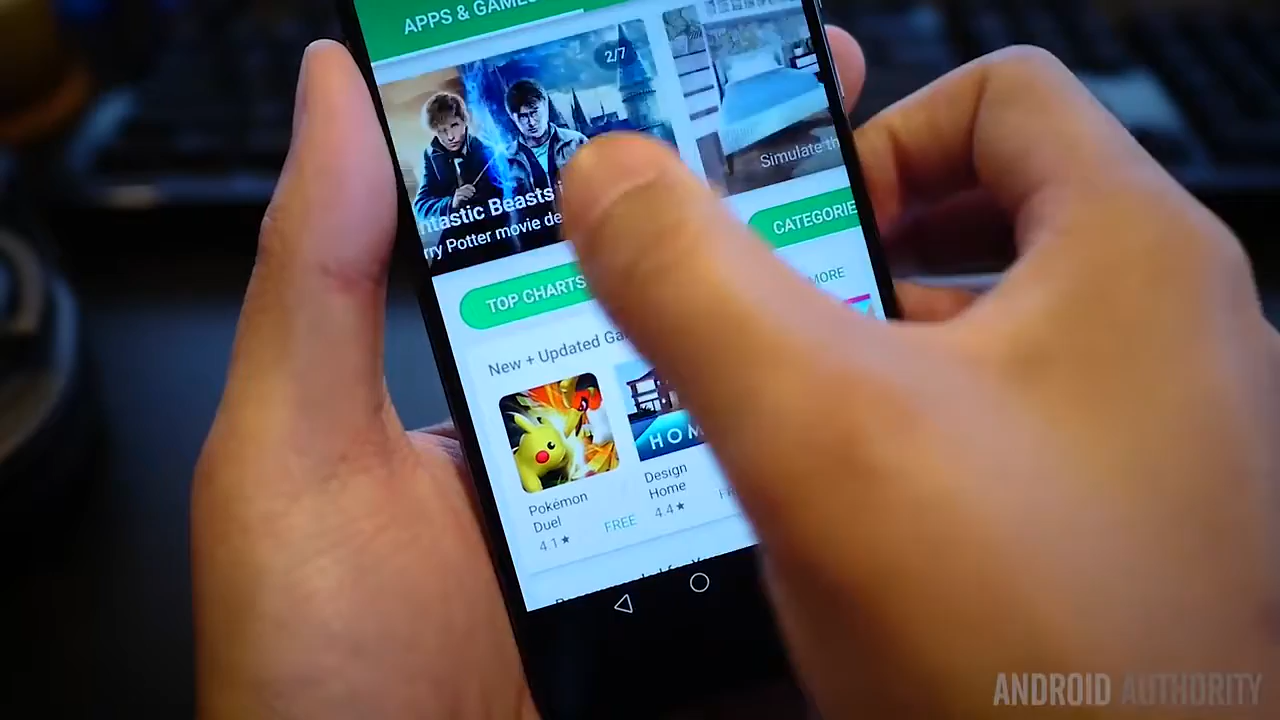 APPS & GAMES
2/7
ntastic Beasts
rry Potter movie de
Simulate th
TOP CHARTS
CATEGORIE
New + Updated Ga
MORE
HOM
Pokémon
Duel
4.1★
FREE
Design
Home
4.4★
ANDROID AUTHORITY